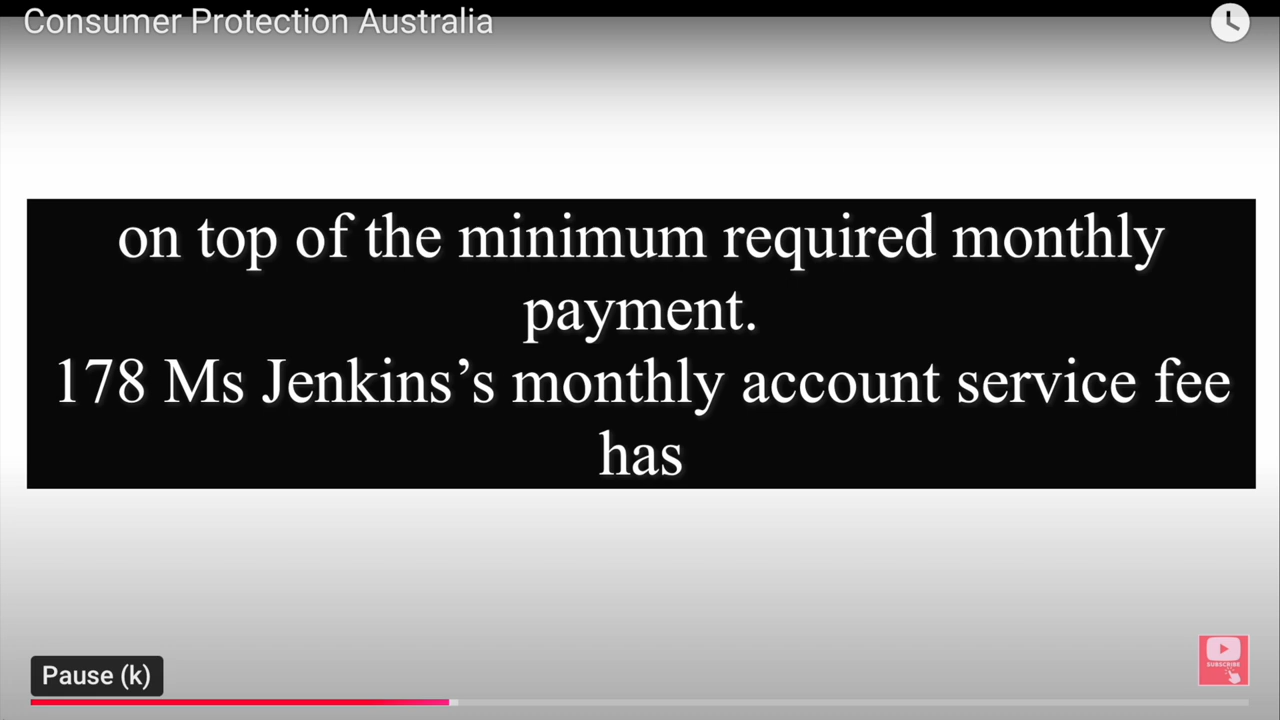 Consumer Protection Australia
on top of the minimum required monthly
payment.
178 Ms Jenkins’s monthly account service fee
has
SUBSCRIBE
Pause (k)